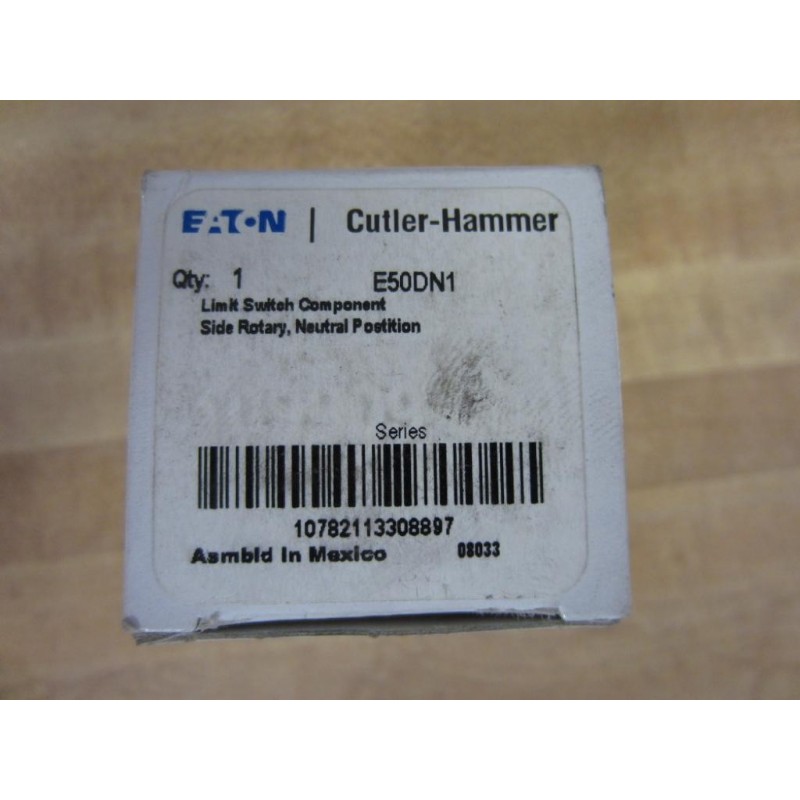 EATON | Cutler-Hammer
Qty: 1 E50DN1
Limit Switch Component
Side Rotary, Neutral Postition
Series
10782113308897
Asmbld In Mexico 08033